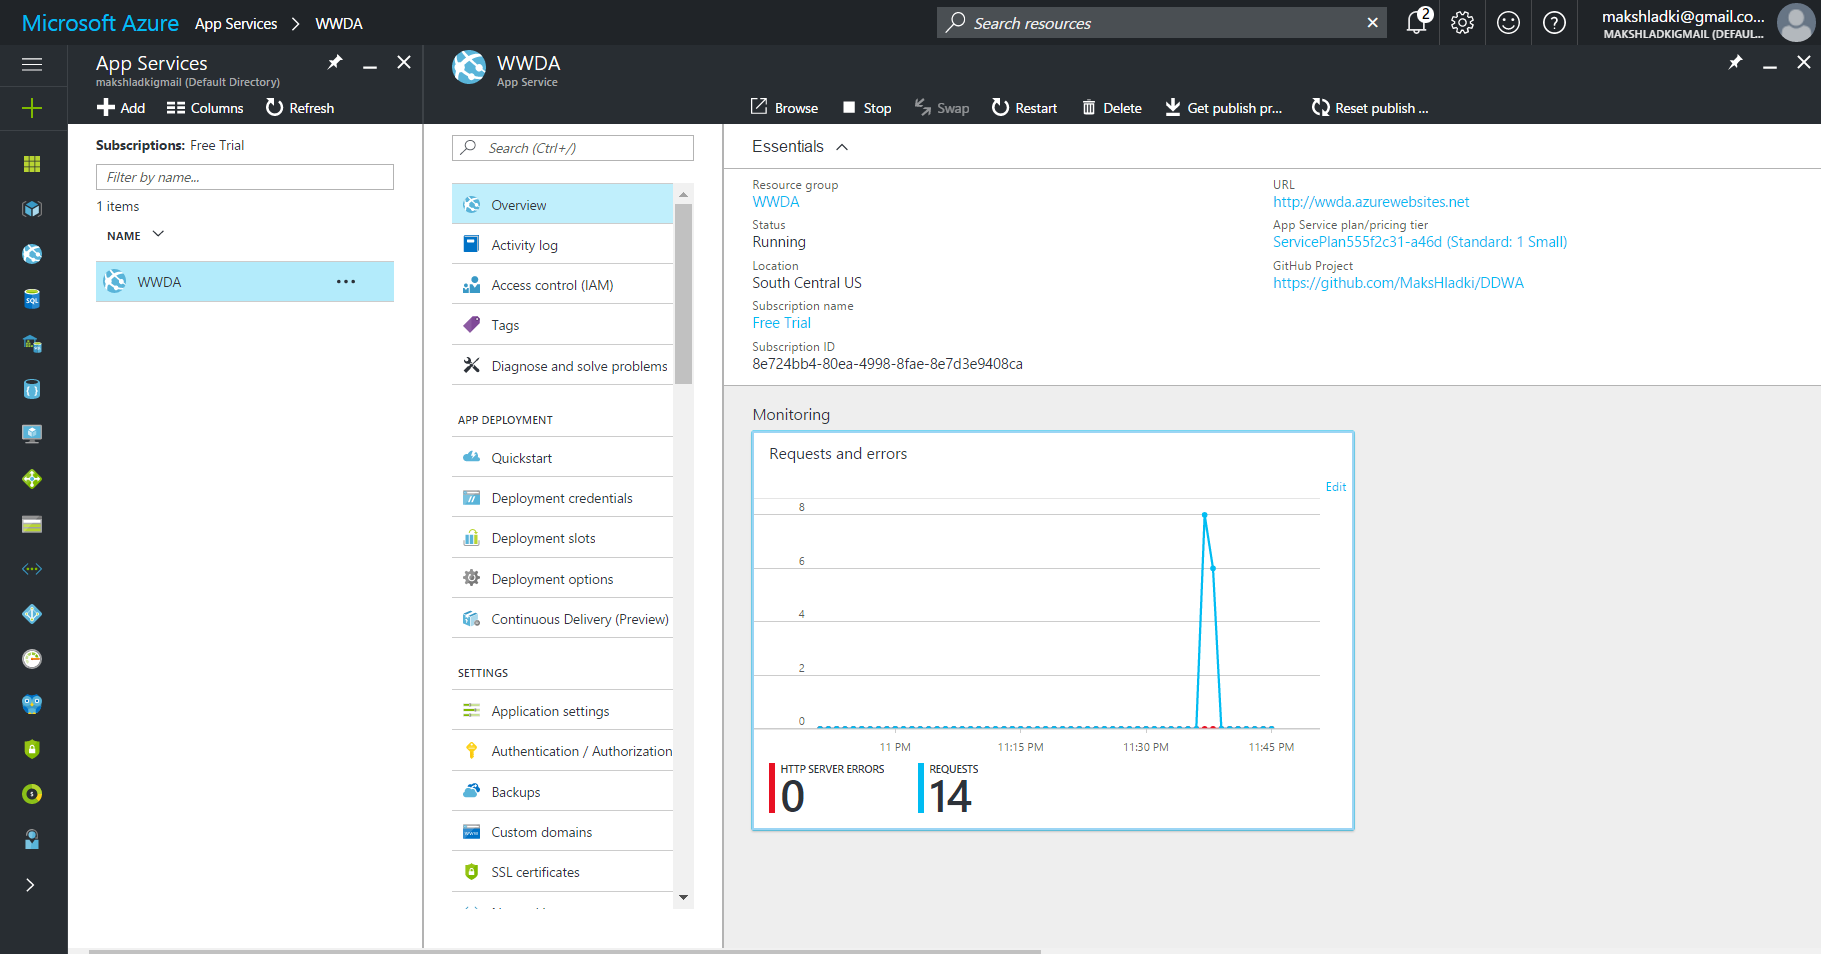 Microsoft Azure App Services > WWDA
Search resources
2
makshladki@gmail.co...
MAKSHLADKIGMAIL (DEFAUL...
App Services
makshladkigmail (Default Directory)
Add Columns Refresh
Subscriptions: Free Trial
Filter by name...
1 items
NAME
WWDA
WWDA
App Service
Search (Ctrl+/)
Overview
Activity log
Access control (IAM)
Tags
Diagnose and solve problems
APP DEPLOYMENT
Quickstart
Deployment credentials
Deployment slots
Deployment options
Continuous Delivery (Preview)
SETTINGS
Application settings
Authentication / Authorization
Backups
Custom domains
SSL certificates
Browse Stop Swap Restart Delete Get publish pr... Reset publish ...
Essentials
Resource group
WWDA
Status
Running
Location
South Central US
Subscription name
Free Trial
Subscription ID
8e724bb4-80ea-4998-8fae-8e7d3e9408ca
URL
http://wwda.azurewebsites.net
App Service plan/pricing tier
ServicePlan555f2c31-a46d (Standard: 1 Small)
GitHub Project
https://github.com/MaksHladki/DDWA
Monitoring
Requests and errors
Edit
8
6
4
2
0
11 PM 11:15 PM 11:30 PM 11:45 PM
HTTP SERVER ERRORS
0
REQUESTS
14